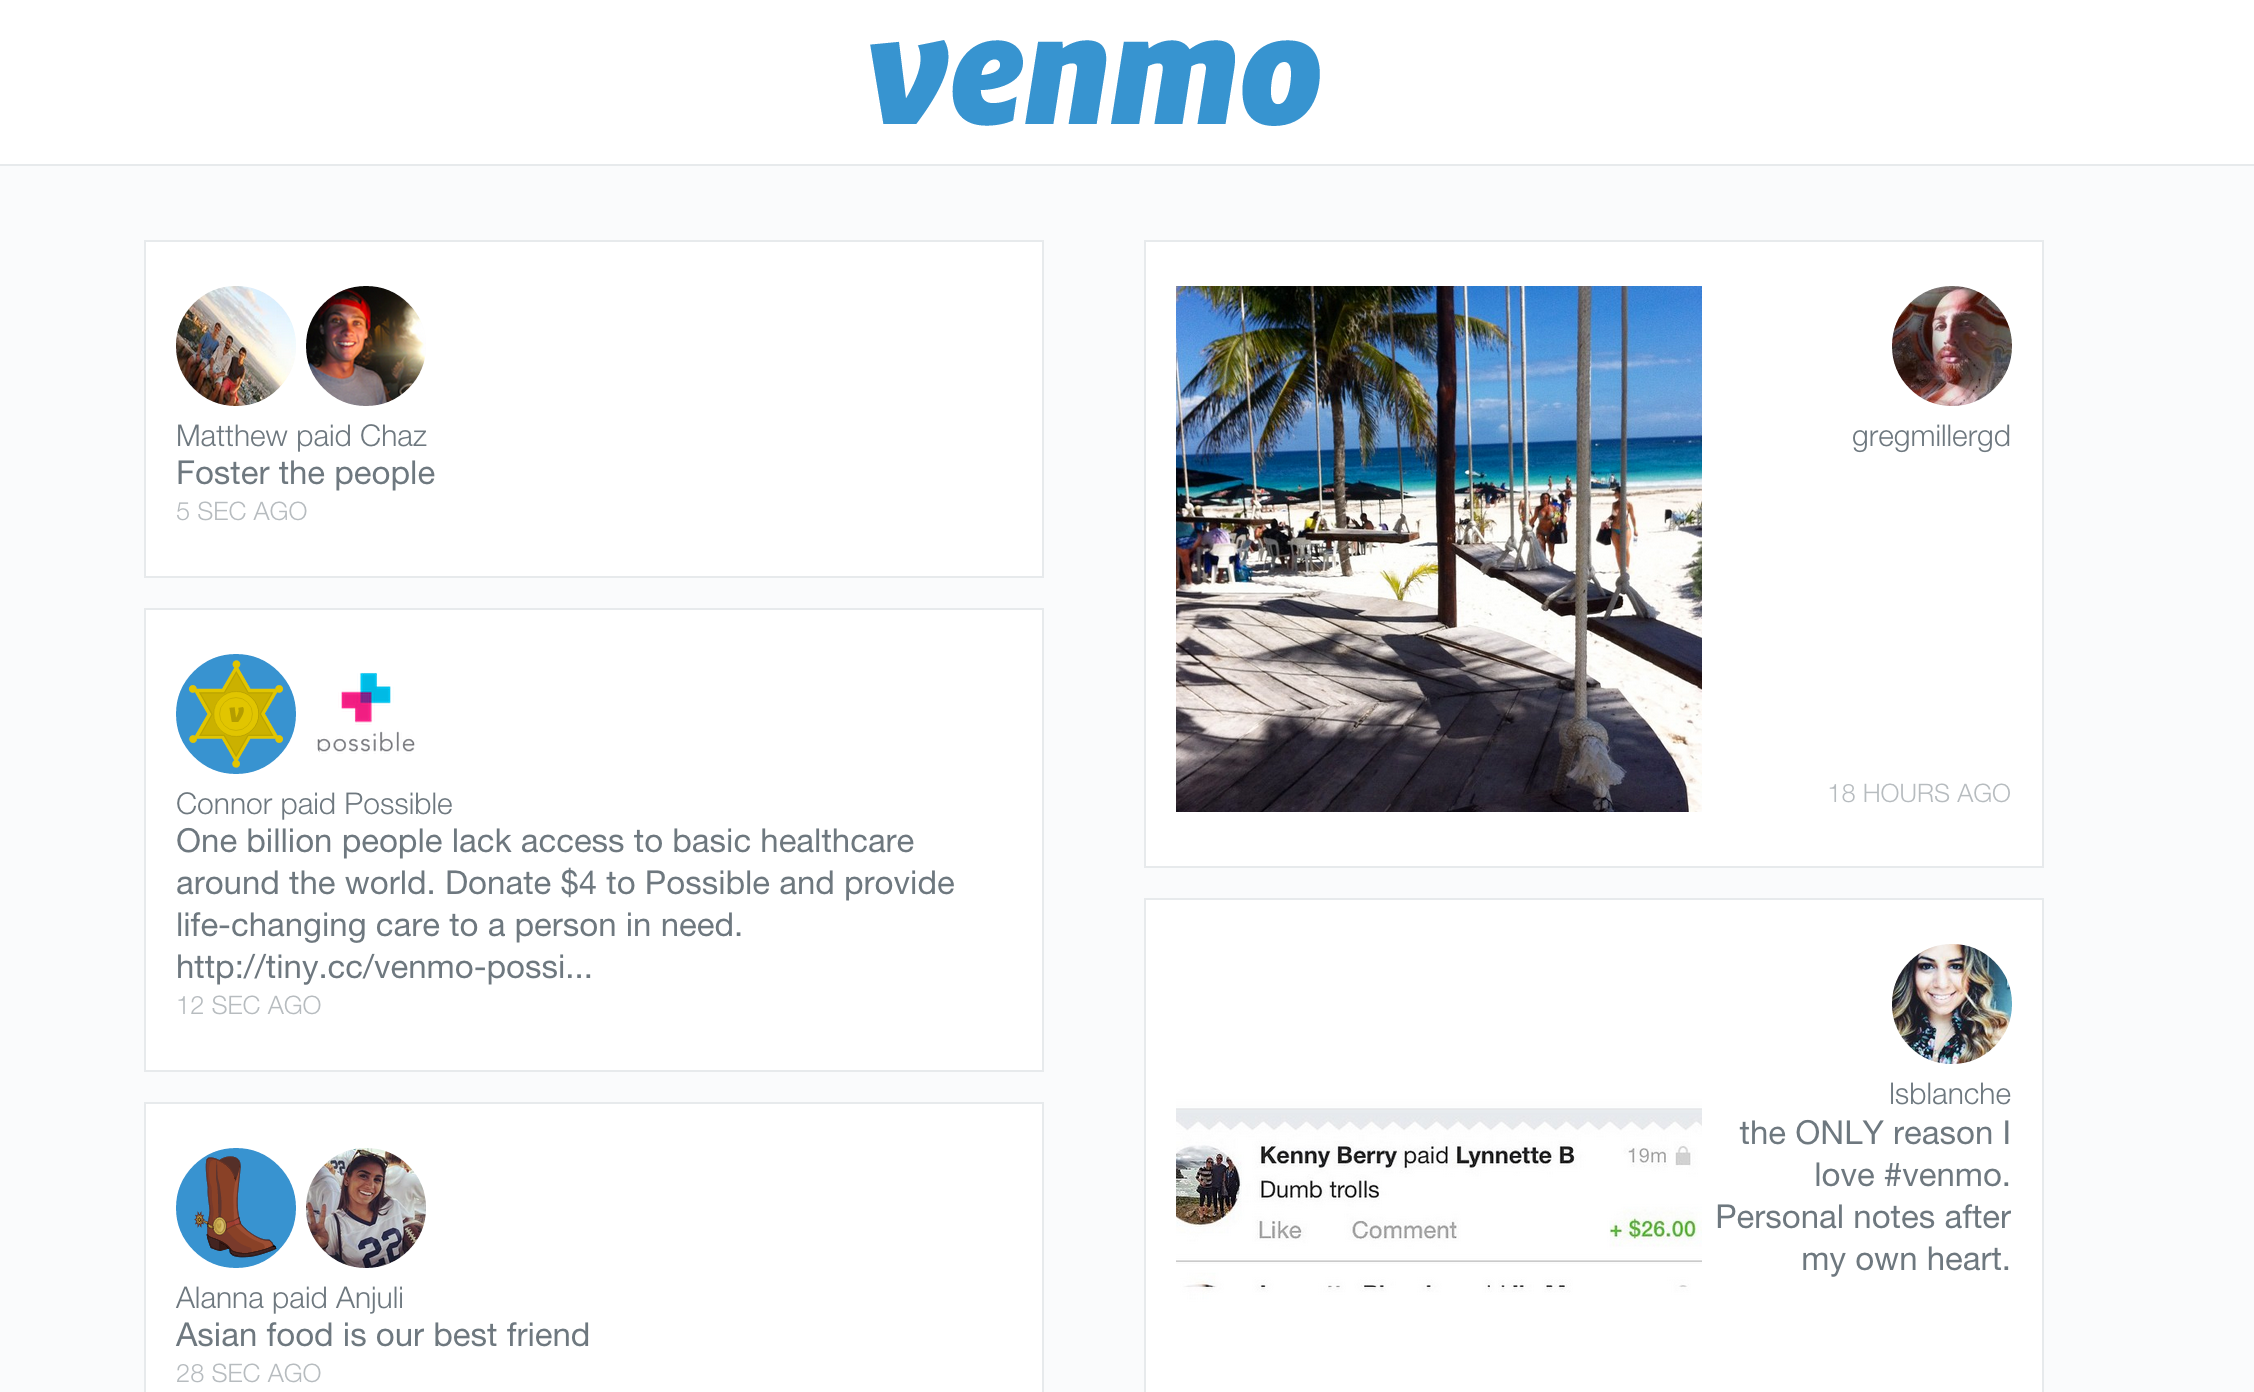 venmo
Matthew paid Chaz
Foster the people
5 SEC AGO
possible
Connor paid Possible
One billion people lack access to basic healthcare
around the world. Donate $4 to Possible and provide
life-changing care to a person in need.
http://tiny.cc/venmo-possi...
12 SEC AGO
22
Alanna paid Anjuli
Asian food is our best friend
28 SEC AGO
gregmillergd
18 HOURS AGO
lsblanche
the ONLY reason I
love #venmo.
Personal notes after
my own heart.
Kenny Berry paid Lynnette B
19m
Dumb trolls
Like
Comment
+ $26.00